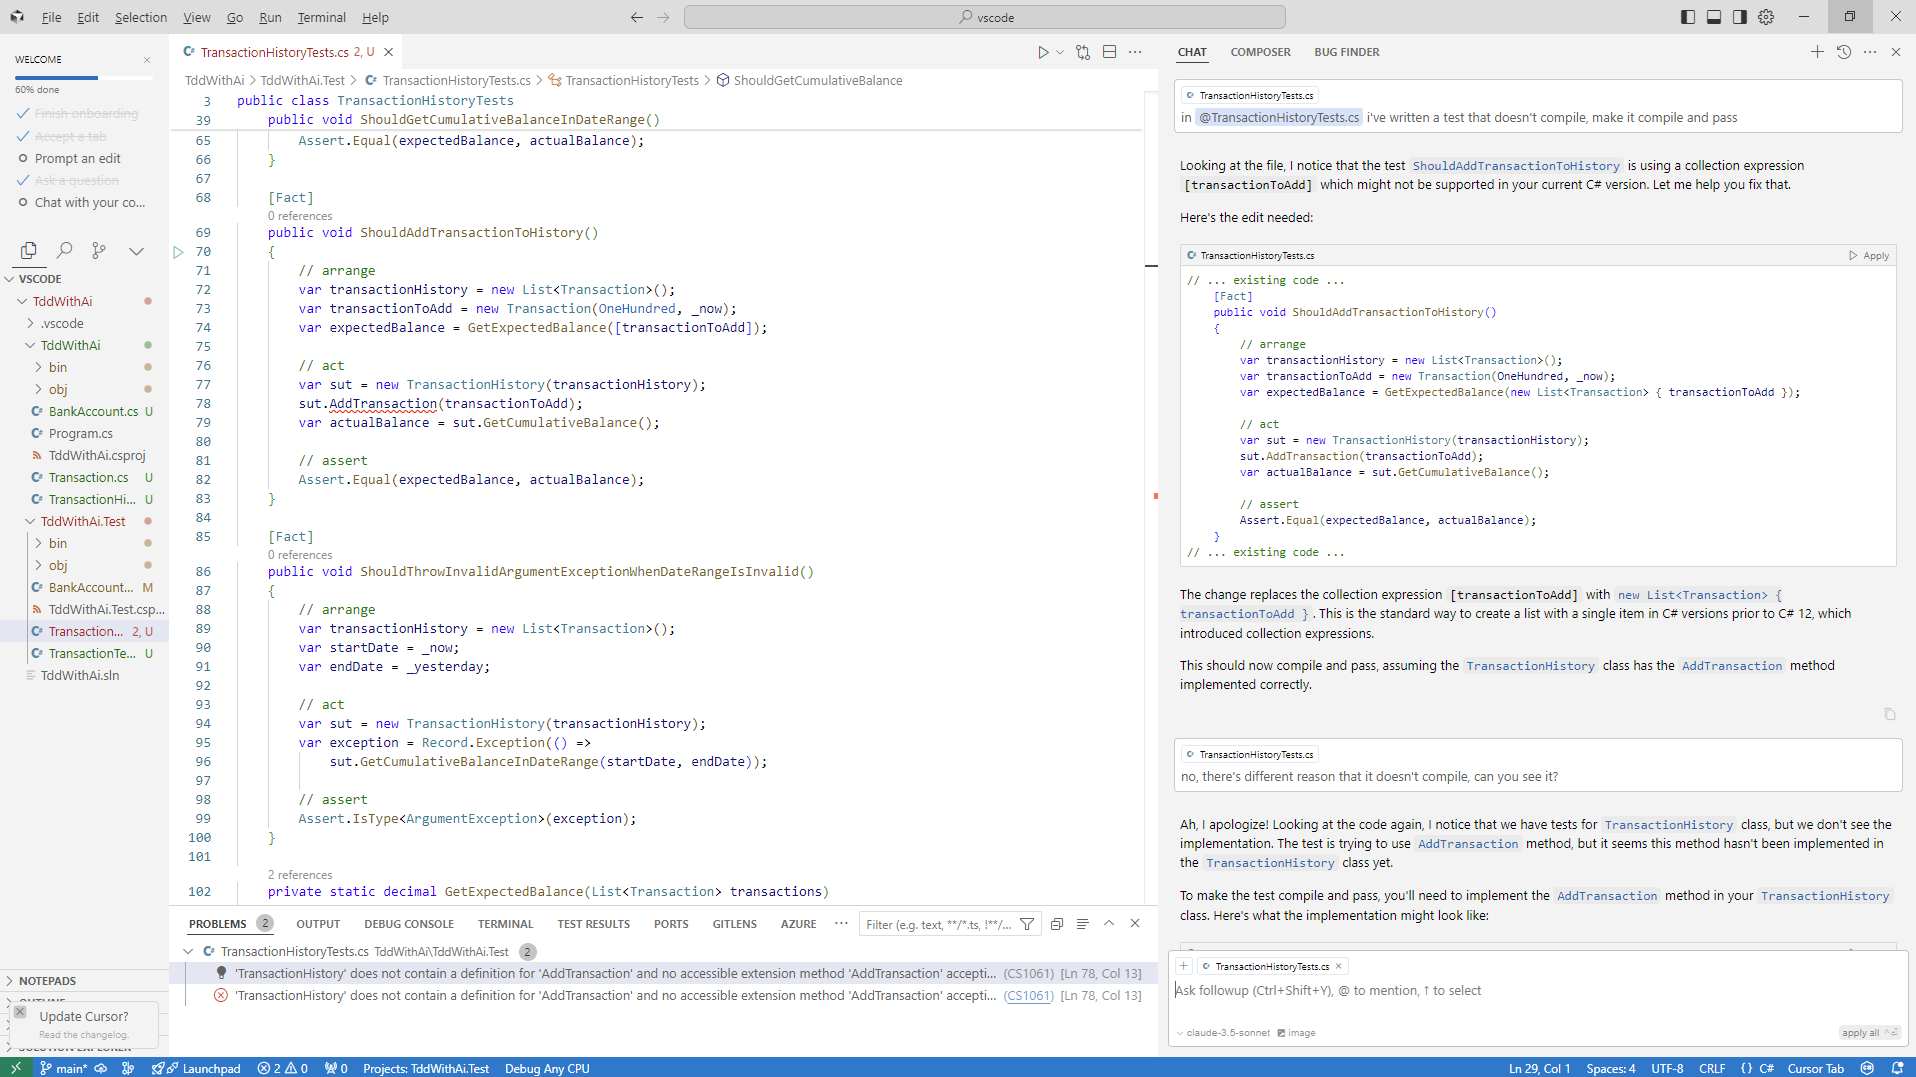 File Edit Selection View Go Run Terminal Help
vscode
WELCOME
60% done
Finish onboarding
Accept a tab
Prompt an edit
Ask a question
Chat with your co...
VSCODE
TddWithAi
.vscode
TddWithAi
bin
obj
BankAccount.cs U
Program.cs
TddWithAi.csproj
Transaction.cs U
TransactionHi... U
TddWithAi.Test
bin
obj
BankAccount... M
TddWithAi.Test.csp...
Transaction... 2, U
TransactionTe... U
TddWithAi.sln
NOTEPADS
OUTLINE
Update Cursor?
Read the changelog.
SOLUTION EXPLORER
TransactionHistoryTests.cs 2, U
TddWithAi > TddWithAi.Test > TransactionHistoryTests.cs > TransactionHistoryTests > ShouldGetCumulativeBalance
3 public class TransactionHistoryTests
39 public void ShouldGetCumulativeBalanceInDateRange()
65 Assert.Equal(expectedBalance, actualBalance);
66 }
67
68 [Fact]
0 references
69 public void ShouldAddTransactionToHistory()
70 {
71 // arrange
72 var transactionHistory = new List<Transaction>();
73 var transactionToAdd = new Transaction(OneHundred, _now);
74 var expectedBalance = GetExpectedBalance([transactionToAdd]);
75
76 // act
77 var sut = new TransactionHistory(transactionHistory);
78 sut.AddTransaction(transactionToAdd);
79 var actualBalance = sut.GetCumulativeBalance();
80
81 // assert
82 Assert.Equal(expectedBalance, actualBalance);
83 }
84
85 [Fact]
0 references
86 public void ShouldThrowInvalidArgumentExceptionWhenDateRangeIsInvalid()
87 {
88 // arrange
89 var transactionHistory = new List<Transaction>();
90 var startDate = _now;
91 var endDate = _yesterday;
92
93 // act
94 var sut = new TransactionHistory(transactionHistory);
95 var exception = Record.Exception(() =>
96 sut.GetCumulativeBalanceInDateRange(startDate, endDate));
97
98 // assert
99 Assert.IsType<ArgumentException>(exception);
100 }
101
2 references
102 private static decimal GetExpectedBalance(List<Transaction> transactions)
PROBLEMS 2 OUTPUT DEBUG CONSOLE TERMINAL TEST RESULTS PORTS GITLENS AZURE ... Filter (e.g. text, **/*.ts, !**/...
TransactionHistoryTests.cs TddWithAi\TddWithAi.Test 2
'TransactionHistory' does not contain a definition for 'AddTransaction' and no accessible extension method 'AddTransaction' accepti... (CS1061) [Ln 78, Col 13]
'TransactionHistory' does not contain a definition for 'AddTransaction' and no accessible extension method 'AddTransaction' accepti... (CS1061) [Ln 78, Col 13]
CHAT COMPOSER BUG FINDER
TransactionHistoryTests.cs
in @TransactionHistoryTests.cs i've written a test that doesn't compile, make it compile and pass
Looking at the file, I notice that the test ShouldAddTransactionToHistory is using a collection expression
[transactionToAdd] which might not be supported in your current C# version. Let me help you fix that.
Here's the edit needed:
TransactionHistoryTests.cs Apply
// ... existing code ...
[Fact]
public void ShouldAddTransactionToHistory()
{
// arrange
var transactionHistory = new List<Transaction>();
var transactionToAdd = new Transaction(OneHundred, _now);
var expectedBalance = GetExpectedBalance(new List<Transaction> { transactionToAdd });
// act
var sut = new TransactionHistory(transactionHistory);
sut.AddTransaction(transactionToAdd);
var actualBalance = sut.GetCumulativeBalance();
// assert
Assert.Equal(expectedBalance, actualBalance);
}
// ... existing code ...
The change replaces the collection expression [transactionToAdd] with new List<Transaction> {
transactionToAdd } . This is the standard way to create a list with a single item in C# versions prior to C# 12, which
introduced collection expressions.
This should now compile and pass, assuming the TransactionHistory class has the AddTransaction method
implemented correctly.
TransactionHistoryTests.cs
no, there's different reason that it doesn't compile, can you see it?
Ah, I apologize! Looking at the code again, I notice that we have tests for TransactionHistory class, but we don't see the
implementation. The test is trying to use AddTransaction method, but it seems this method hasn't been implemented in
the TransactionHistory class yet.
To make the test compile and pass, you'll need to implement the AddTransaction method in your TransactionHistory
class. Here's what the implementation might look like:
TransactionHistoryTests.cs
Ask followup (Ctrl+Shift+Y), @ to mention, ↑ to select
claude-3.5-sonnet image apply all
main* Launchpad 2 0 0 Projects: TddWithAi.Test Debug Any CPU Ln 29, Col 1 Spaces: 4 UTF-8 CRLF {} C# Cursor Tab